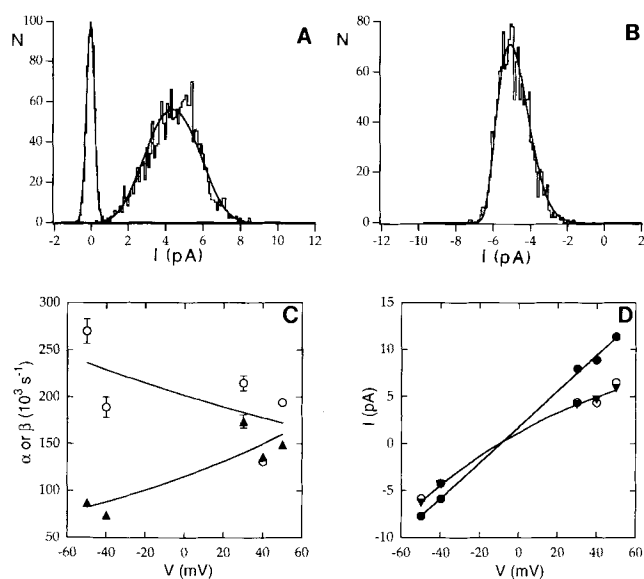 100
80
60
40
20
0
N
A
-2 0 2 4 6 8 10 12
I (pA)
80
60
40
20
0
N
B
-12 -10 -8 -6 -4 -2 0 2
I (pA)
300
250
200
150
100
50
α or β (10³ s⁻¹)
C
-60 -40 -20 0 20 40 60
V (mV)
15
10
5
0
-5
-10
I (pA)
D
-60 -40 -20 0 20 40 60
V (mV)